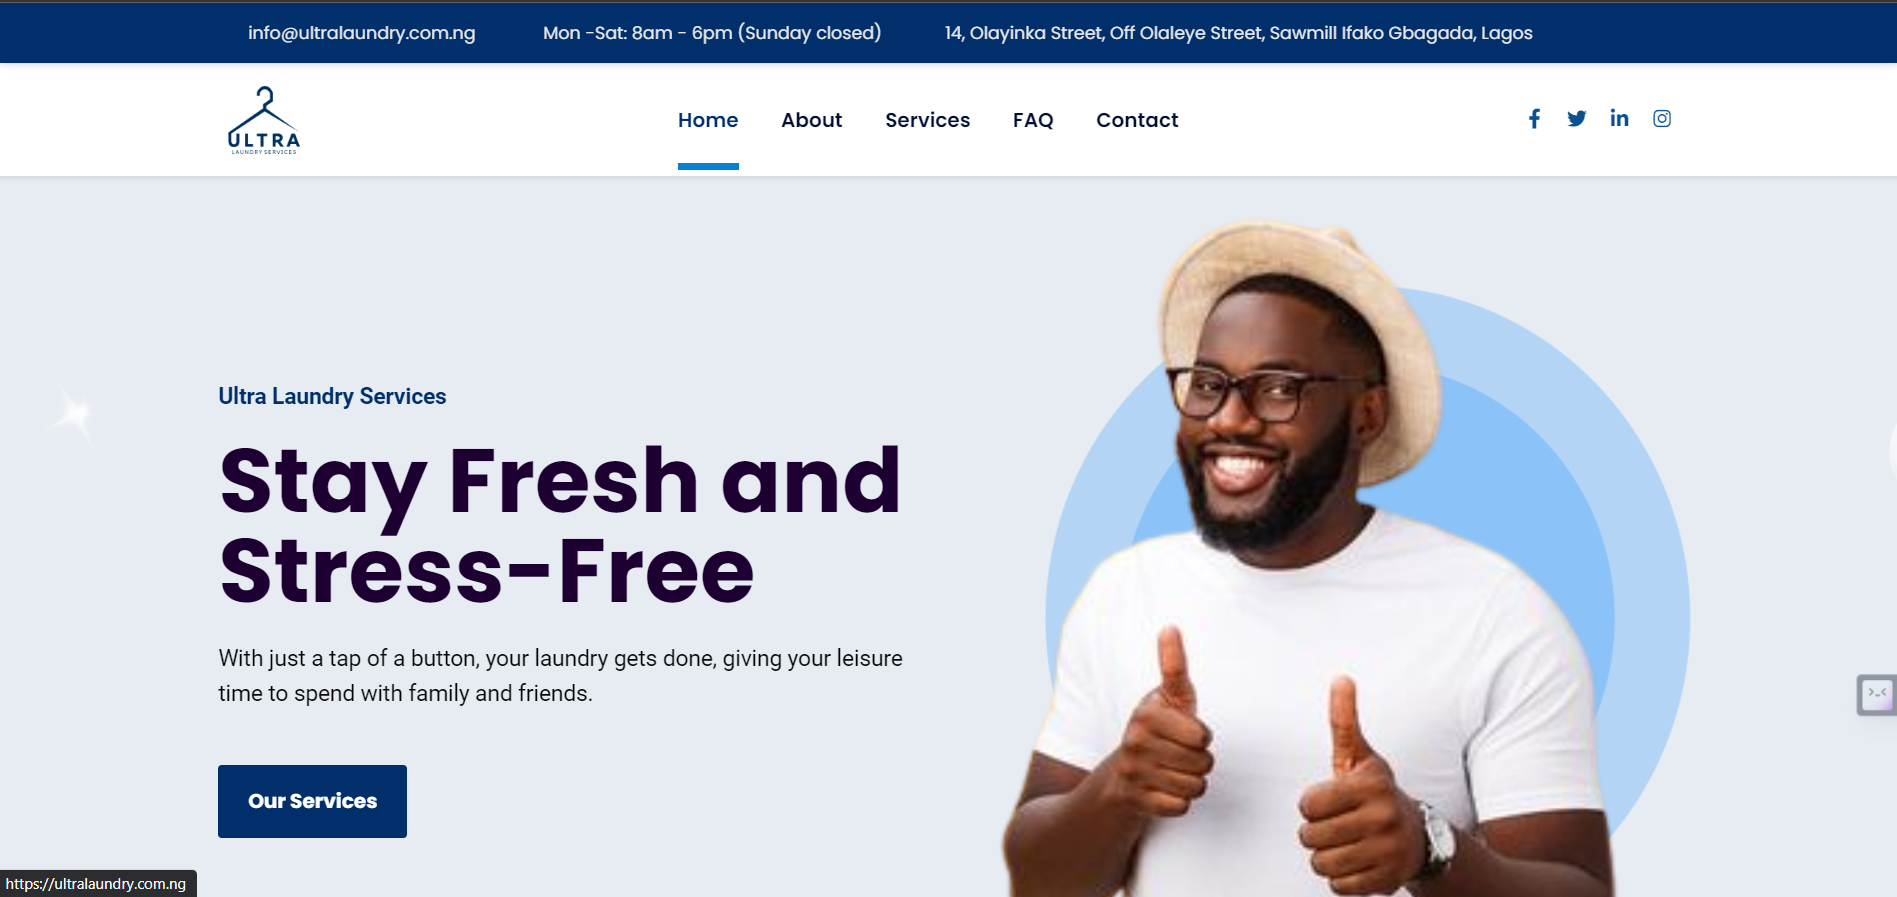 info@ultralaundry.com.ng
Mon -Sat: 8am - 6pm (Sunday closed)
14, Olayinka Street, Off Olaleye Street, Sawmill Ifako Gbagada, Lagos
ULTRA
LAUNDRY SERVICES
Home
About
Services
FAQ
Contact
Ultra Laundry Services
Stay Fresh and
Stress-Free
With just a tap of a button, your laundry gets done, giving your leisure
time to spend with family and friends.
Our Services
https://ultralaundry.com.ng